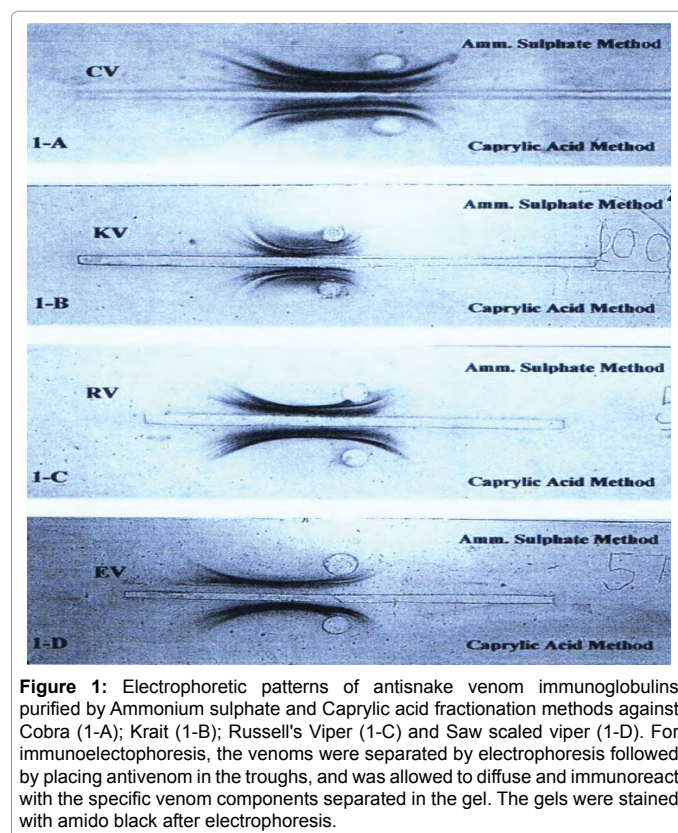 Amm. Sulphate Method
CV
1-A
Caprylic Acid Method
Amm. Sulphate Method
KV
100
1-B
Caprylic Acid Method
Amm. Sulphate Method
RV
5
1-C
Caprylic Acid Method
Amm. Sulphate Method
EV
57
1-D
Caprylic Acid Method
Figure 1: Electrophoretic patterns of antisnake venom immunoglobulins
purified by Ammonium sulphate and Caprylic acid fractionation methods against
Cobra (1-A); Krait (1-B); Russell's Viper (1-C) and Saw scaled viper (1-D). For
immunoelectophoresis, the venoms were separated by electrophoresis followed
by placing antivenom in the troughs, and was allowed to diffuse and immunoreact
with the specific venom components separated in the gel. The gels were stained
with amido black after electrophoresis.